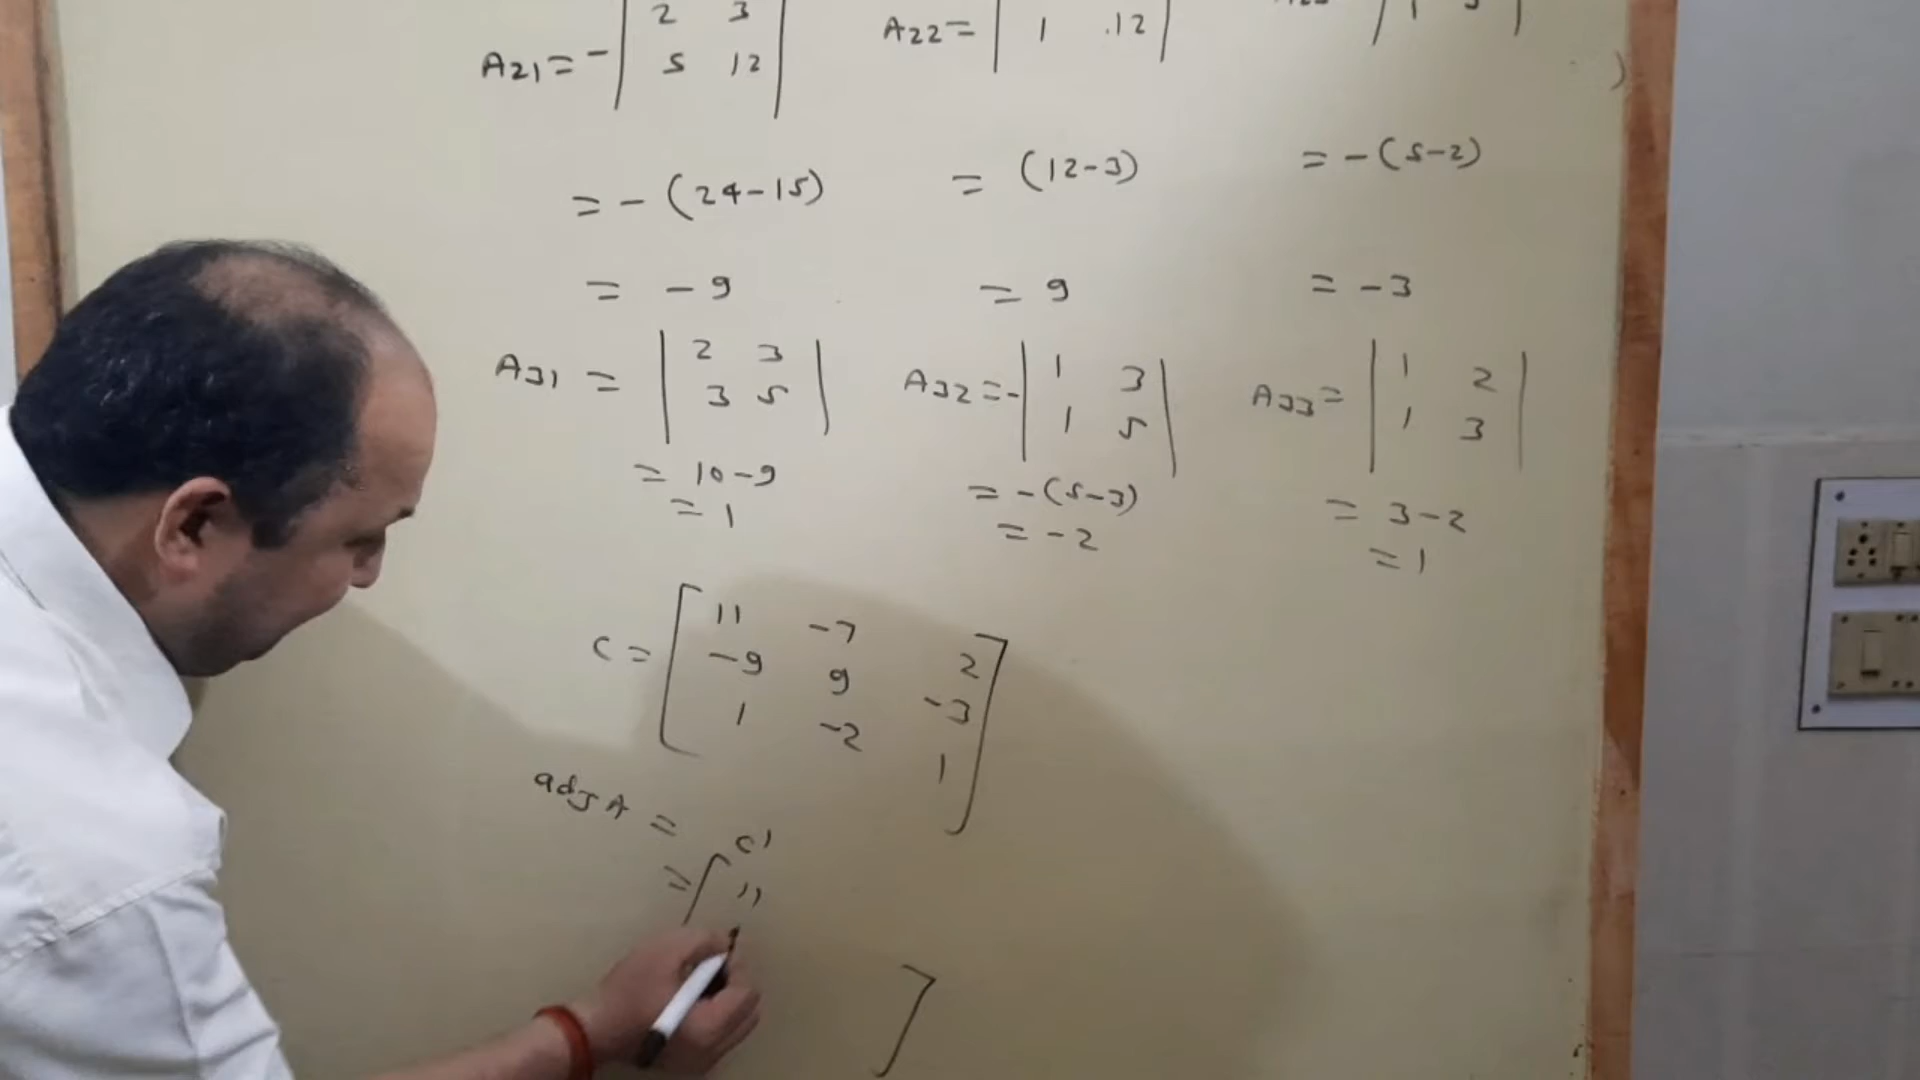 A21 = - | 2 3 | A22 = | 1 .12 |
| 5 12 |
= - (24-15) = (12-3) = - (5-2)
= -9 = 9 = -3
A31 = | 2 3 | A32 = - | 1 3 | A33 = | 1 2 |
| 3 5 | | 1 5 | | 1 3 |
= 10-9 = -(5-3) = 3-2
= 1 = -2 = 1
C = [ 11 -7 2 ]
-9 9 -3
1 -2 1
adj A = C'
= [ 11 ]